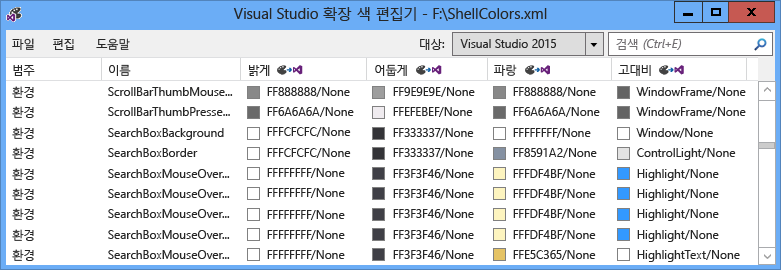 Visual Studio 확장 색 편집기 - F:\ShellColors.xml
파일 편집 도움말 대상: Visual Studio 2015 검색 (Ctrl+E)
범주 이름 밝게 어둡게 파랑 고대비
환경 ScrollBarThumbMouse... FF888888/None FF9E9E9E/None FF888888/None WindowFrame/None
환경 ScrollBarThumbPresse... FF6A6A6A/None FFEFEBEF/None FF6A6A6A/None WindowFrame/None
환경 SearchBoxBackground FFFCFCFC/None FF333337/None FFFFFFFF/None Window/None
환경 SearchBoxBorder FFFCFCFC/None FF333337/None FF8591A2/None ControlLight/None
환경 SearchBoxMouseOver... FFFFFFFF/None FF3F3F46/None FFFDF4BF/None Highlight/None
환경 SearchBoxMouseOver... FFFFFFFF/None FF3F3F46/None FFFDF4BF/None Highlight/None
환경 SearchBoxMouseOver... FFFFFFFF/None FF3F3F46/None FFFDF4BF/None Highlight/None
환경 SearchBoxMouseOver... FFFFFFFF/None FF3F3F46/None FFFDF4BF/None Highlight/None
환경 SearchBoxMouseOver... FFFFFFFF/None FF3F3F46/None FFE5C365/None HighlightText/None